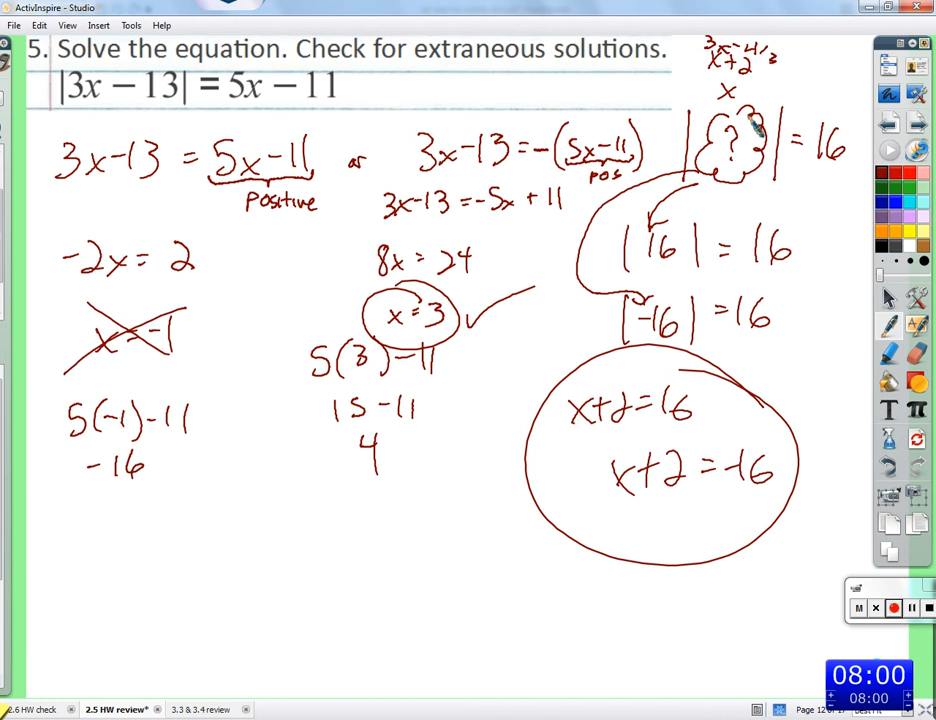 ActivInspire - Studio
File Edit View Insert Tools Help
5. Solve the equation. Check for extraneous solutions.
|3x − 13| = 5x − 11
3x-13 = 5x-11 or 3x-13 = -(5x-11)
positive
pos
3x-13 = -5x + 11
-2x = 2
8x = 24
x = -1
x = 3
5(3) - 11
5(-1) - 11
15 - 11
-16
4
x+2
x
| ? | = 16
| 16 | = 16
| -16 | = 16
x+2 = 16
x+2 = -16
T
M
08:00
08:00
2.6 HW check 2.5 HW review* 3.3 & 3.4 review
Page 12 of 17 Best Fit